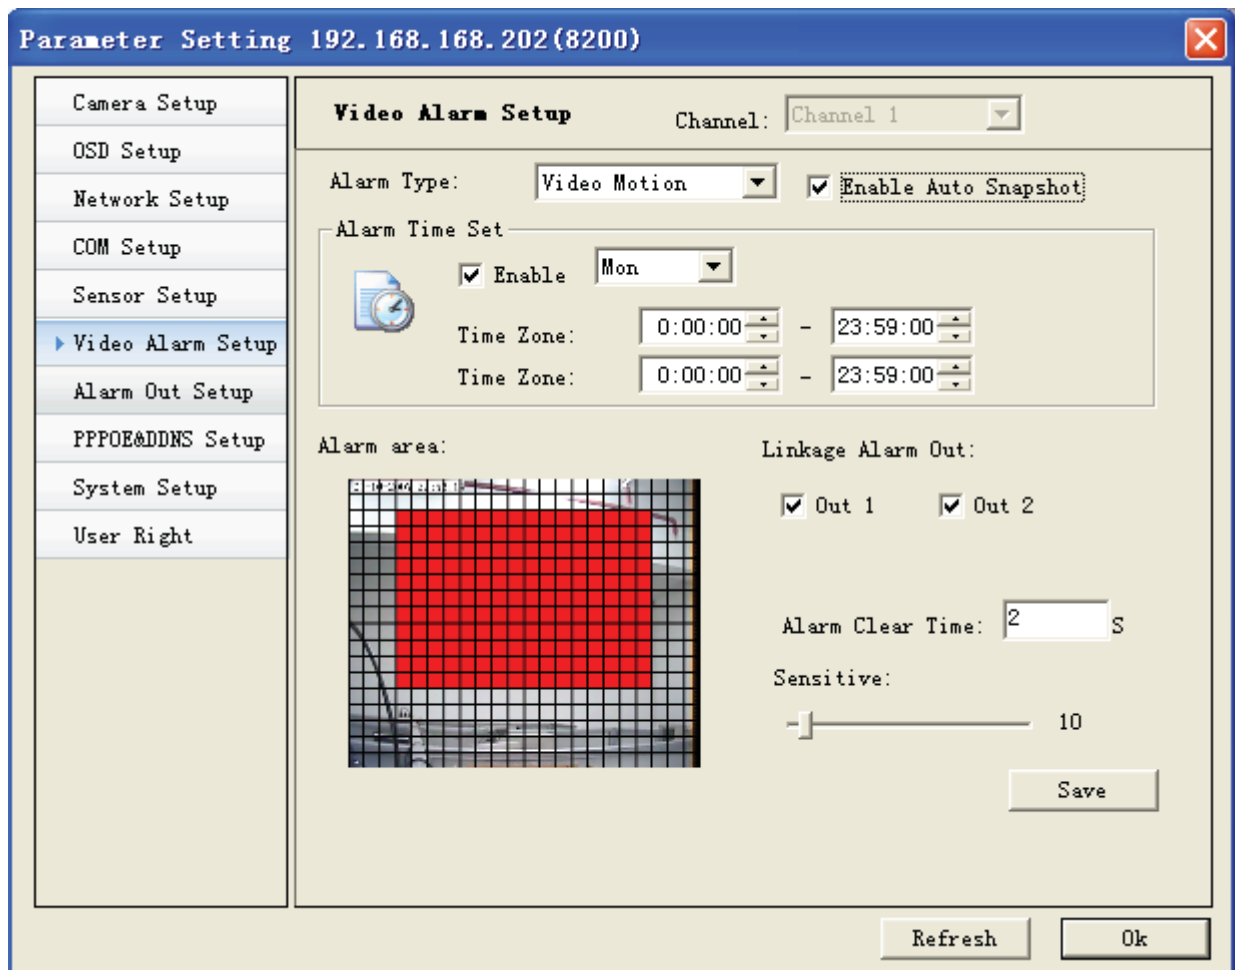 Parameter Setting 192.168.168.202(8200)
Camera Setup
OSD Setup
Network Setup
COM Setup
Sensor Setup
Video Alarm Setup
Alarm Out Setup
PPPOE&DDNS Setup
System Setup
User Right
Video Alarm Setup Channel: Channel 1
Alarm Type: Video Motion Enable Auto Snapshot
Alarm Time Set
Enable Mon
Time Zone: 0:00:00 - 23:59:00
Time Zone: 0:00:00 - 23:59:00
Alarm area:
Linkage Alarm Out:
Out 1 Out 2
Alarm Clear Time: 2 S
Sensitive:
10
Save
Refresh Ok